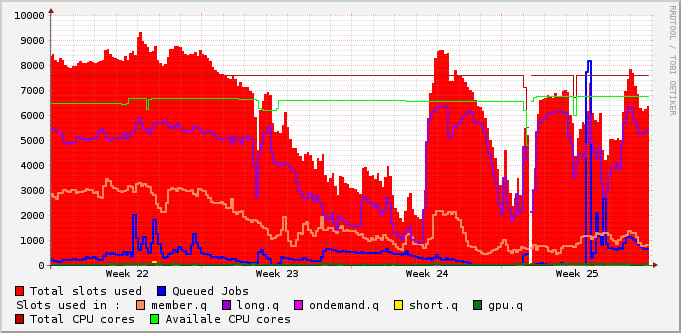 10000
9000
8000
7000
6000
5000
4000
3000
2000
1000
0
Week 22 Week 23 Week 24 Week 25
Total slots used Queued Jobs
Slots used in : member.q long.q ondemand.q short.q gpu.q
Total CPU cores Availale CPU cores
RRDTOOL / TOBI OETIKER